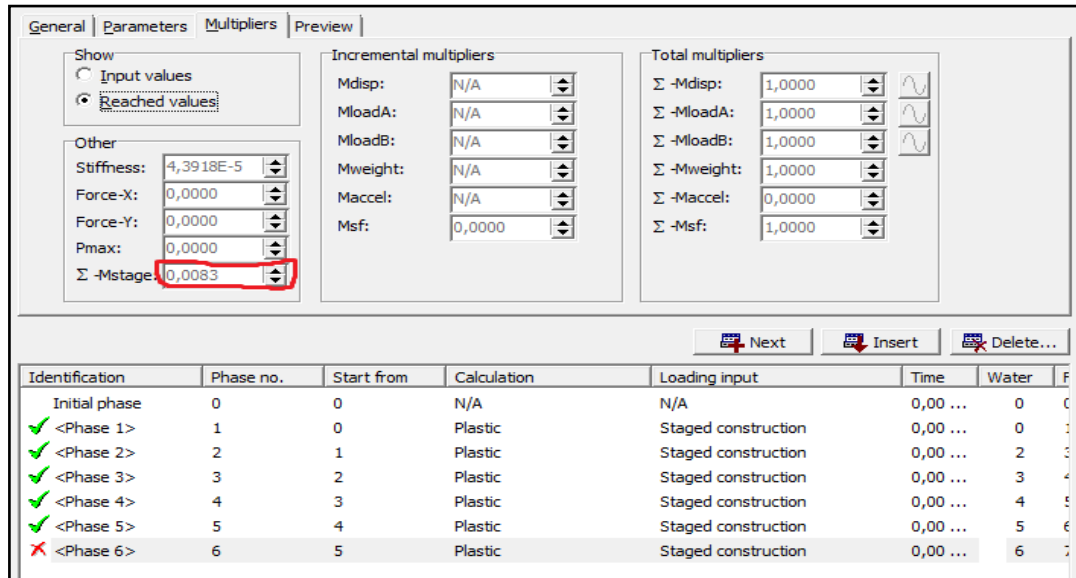 General Parameters Multipliers Preview
Show
Input values
Reached values
Other
Stiffness: 4,3918E-5
Force-X: 0,0000
Force-Y: 0,0000
Pmax: 0,0000
Σ -Mstage: 0,0083
Incremental multipliers
Mdisp: N/A
MloadA: N/A
MloadB: N/A
Mweight: N/A
Maccel: N/A
Msf: 0,0000
Total multipliers
Σ -Mdisp: 1,0000
Σ -MloadA: 1,0000
Σ -MloadB: 1,0000
Σ -Mweight: 1,0000
Σ -Maccel: 0,0000
Σ -Msf: 1,0000
Next Insert Delete...
Identification Phase no. Start from Calculation Loading input Time Water F
Initial phase 0 0 N/A N/A 0,00 ... 0
<Phase 1> 1 0 Plastic Staged construction 0,00 ... 0
<Phase 2> 2 1 Plastic Staged construction 0,00 ... 2
<Phase 3> 3 2 Plastic Staged construction 0,00 ... 3
<Phase 4> 4 3 Plastic Staged construction 0,00 ... 4
<Phase 5> 5 4 Plastic Staged construction 0,00 ... 5
<Phase 6> 6 5 Plastic Staged construction 0,00 ... 6